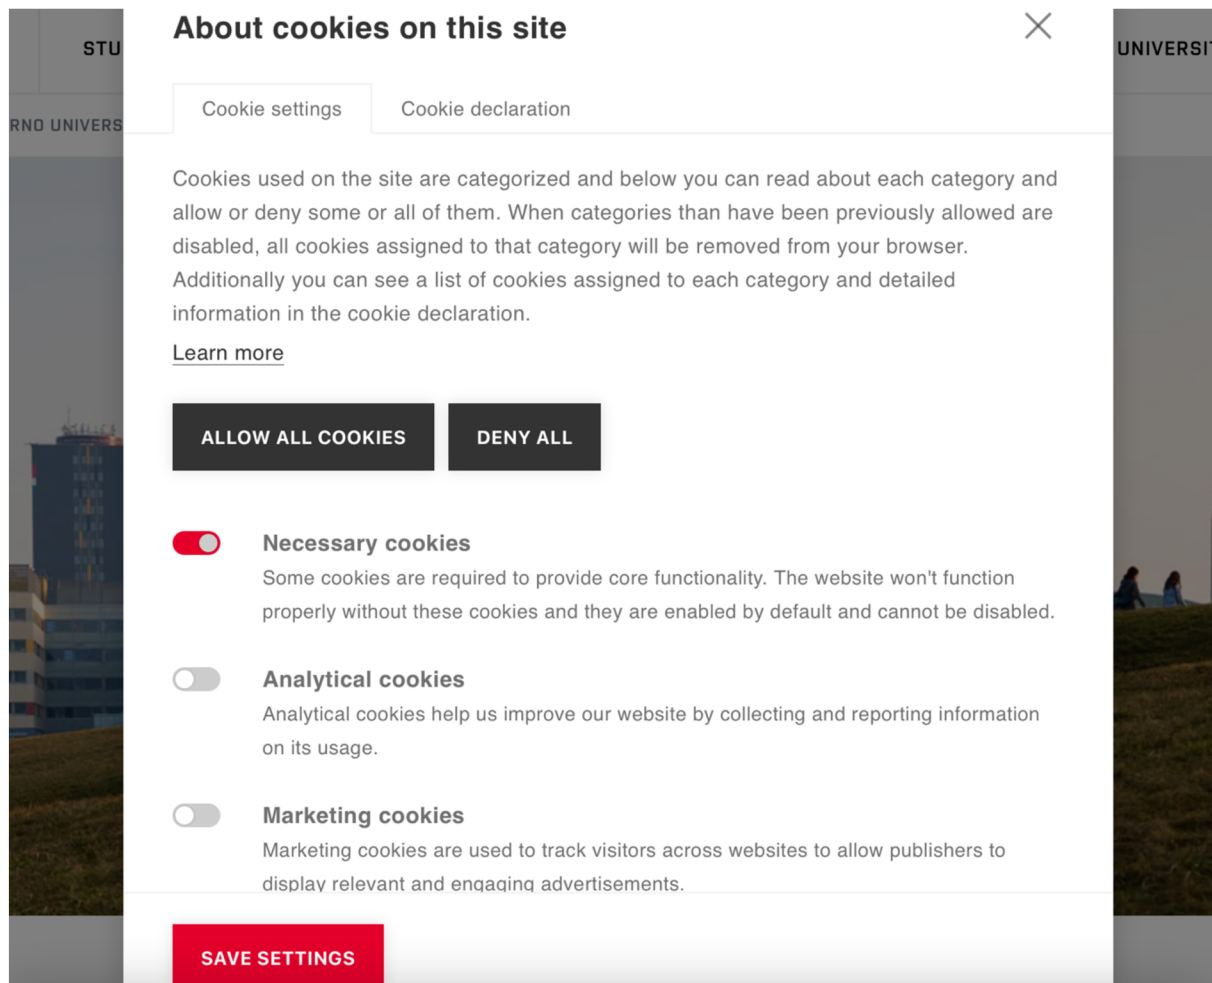 About cookies on this site
STU
UNIVERSIT
Cookie settings
Cookie declaration
RNO UNIVERS
Cookies used on the site are categorized and below you can read about each category and
allow or deny some or all of them. When categories than have been previously allowed are
disabled, all cookies assigned to that category will be removed from your browser.
Additionally you can see a list of cookies assigned to each category and detailed
information in the cookie declaration.
Learn more
ALLOW ALL COOKIES
DENY ALL
Necessary cookies
Some cookies are required to provide core functionality. The website won't function
properly without these cookies and they are enabled by default and cannot be disabled.
Analytical cookies
Analytical cookies help us improve our website by collecting and reporting information
on its usage.
Marketing cookies
Marketing cookies are used to track visitors across websites to allow publishers to
display relevant and engaging advertisements.
SAVE SETTINGS